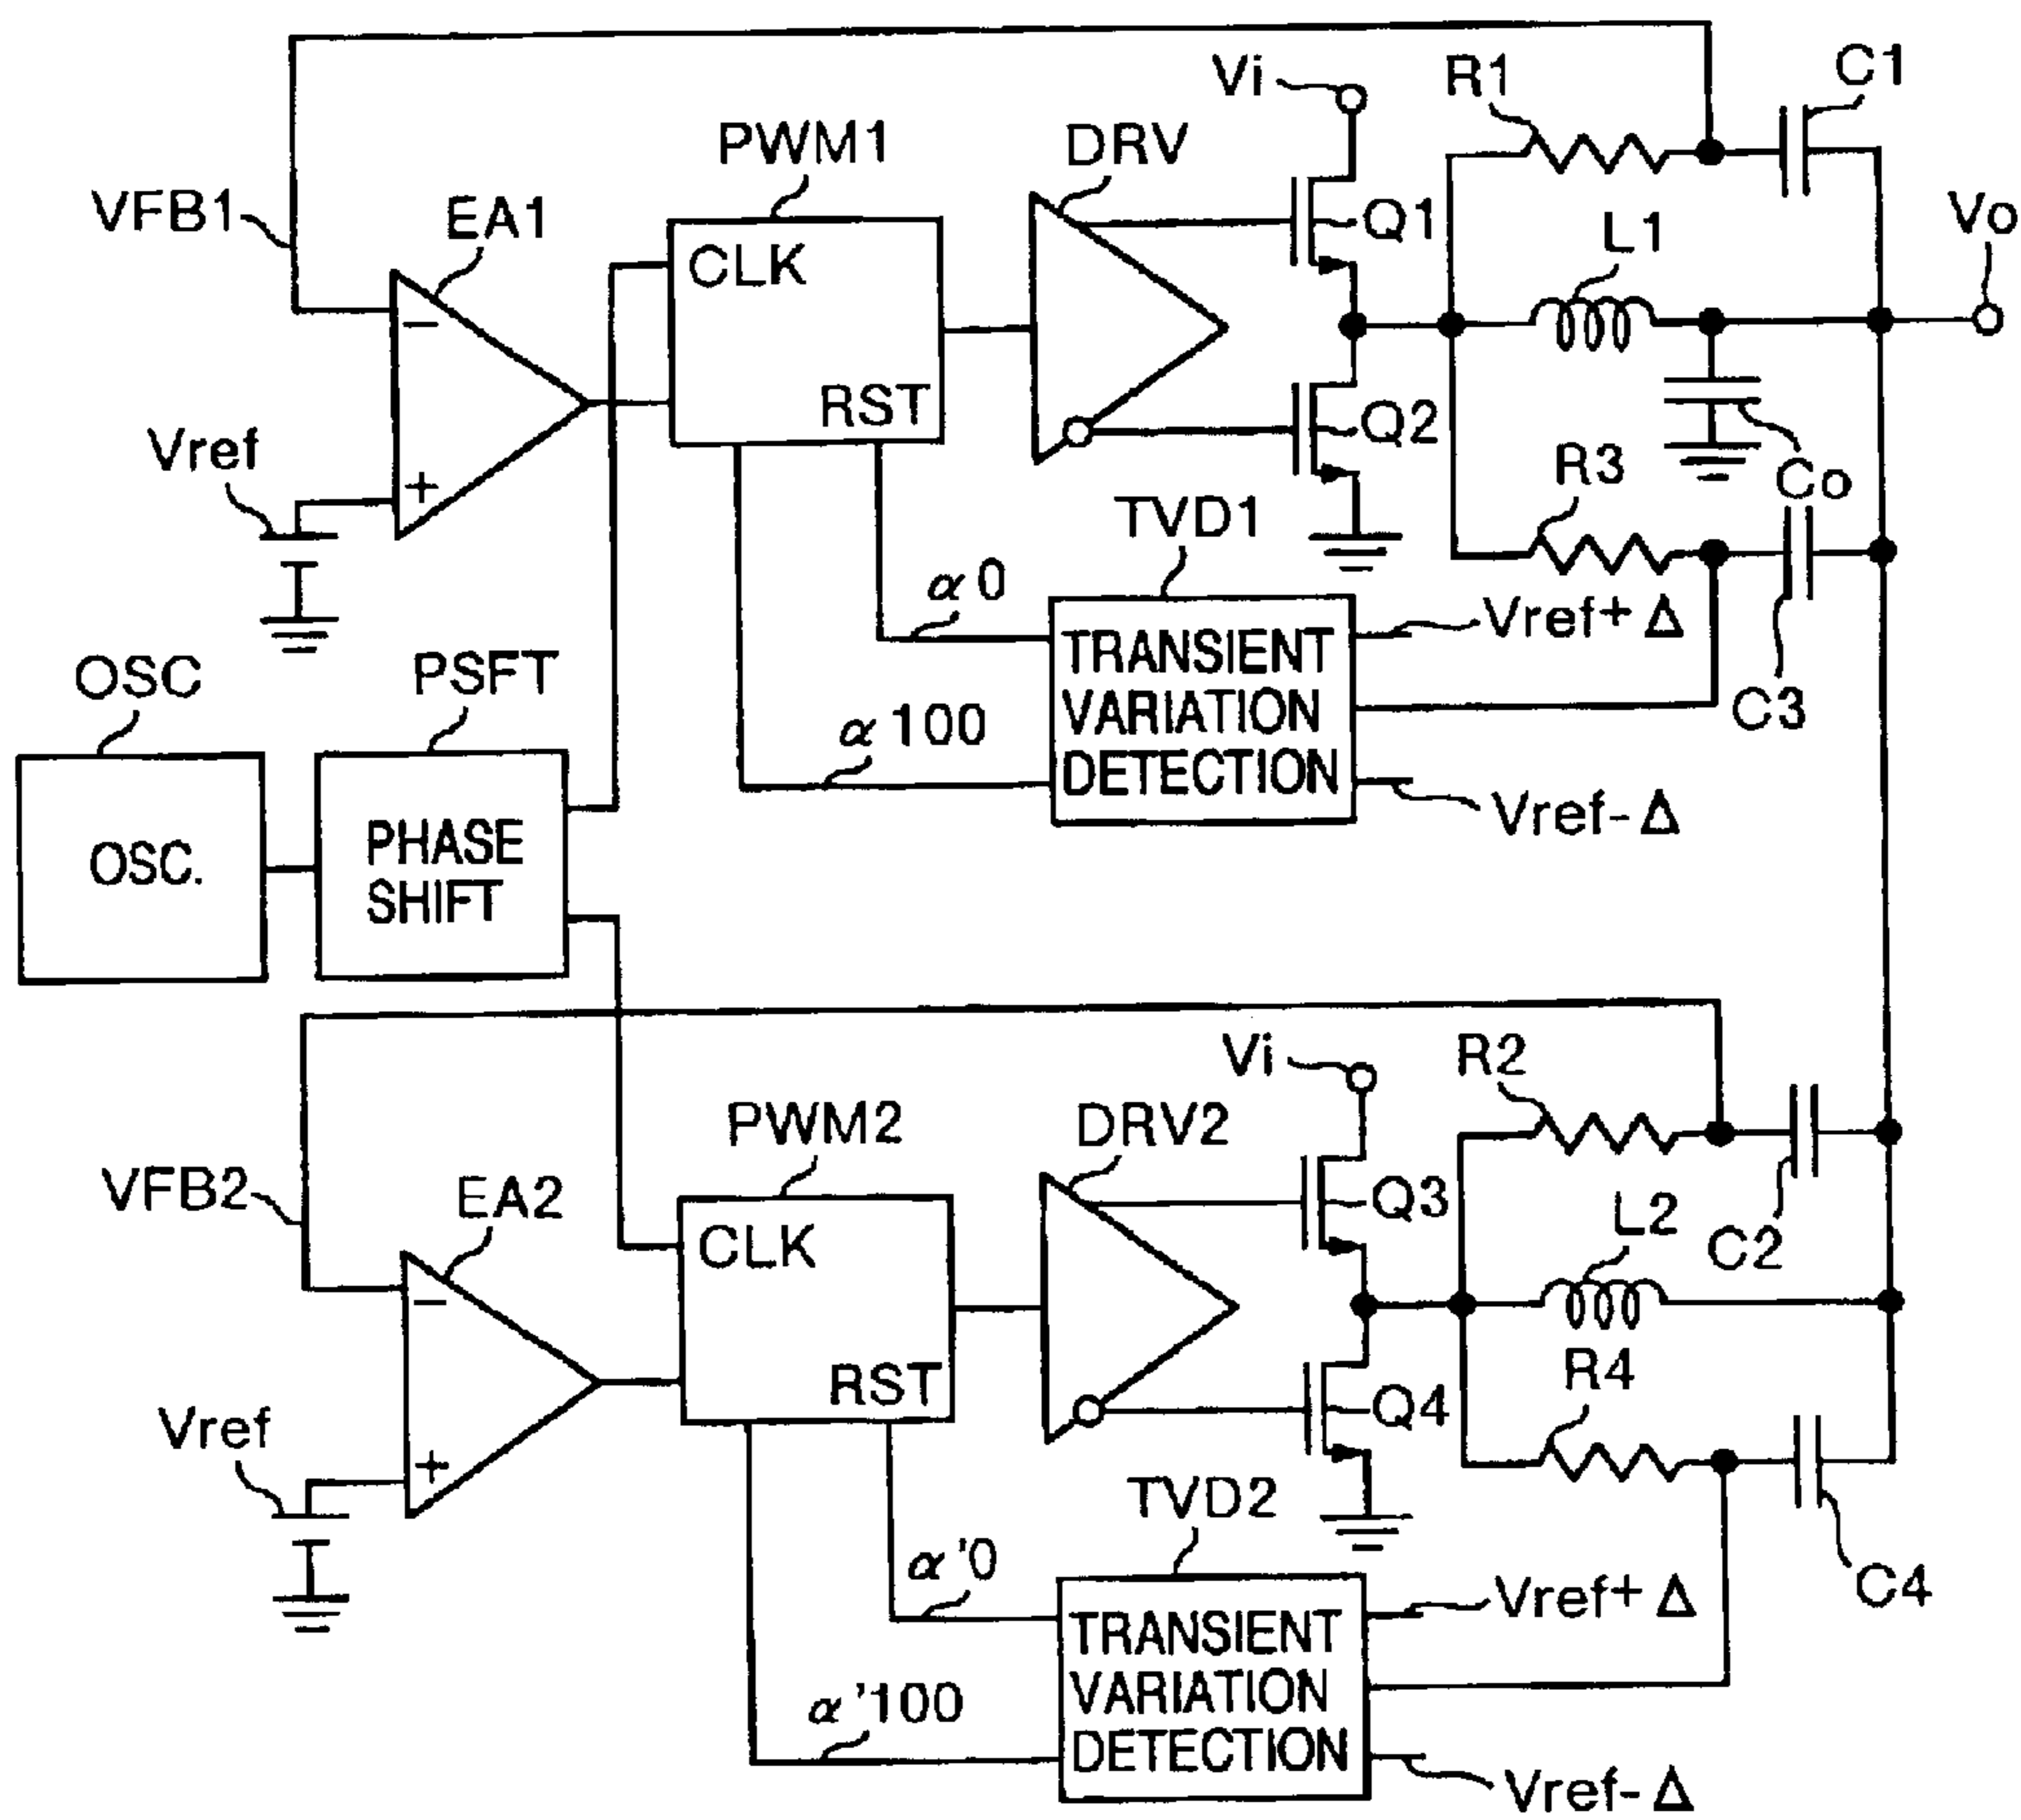 Vi
R1
C1
PWM1
DRV
VFB1
EA1
Q1
L1
Vo
CLK
−
RST
Q2
Vref
+
R3
Co
TVD1
α0
Vref+Δ
TRANSIENT
VARIATION
DETECTION
C3
OSC
PSFT
α100
Vref-Δ
OSC.
PHASE
SHIFT
Vi
R2
PWM2
DRV2
VFB2
EA2
Q3
L2
C2
CLK
−
RST
R4
Q4
Vref
+
TVD2
α'0
Vref+Δ
C4
TRANSIENT
VARIATION
DETECTION
α'100
Vref-Δ